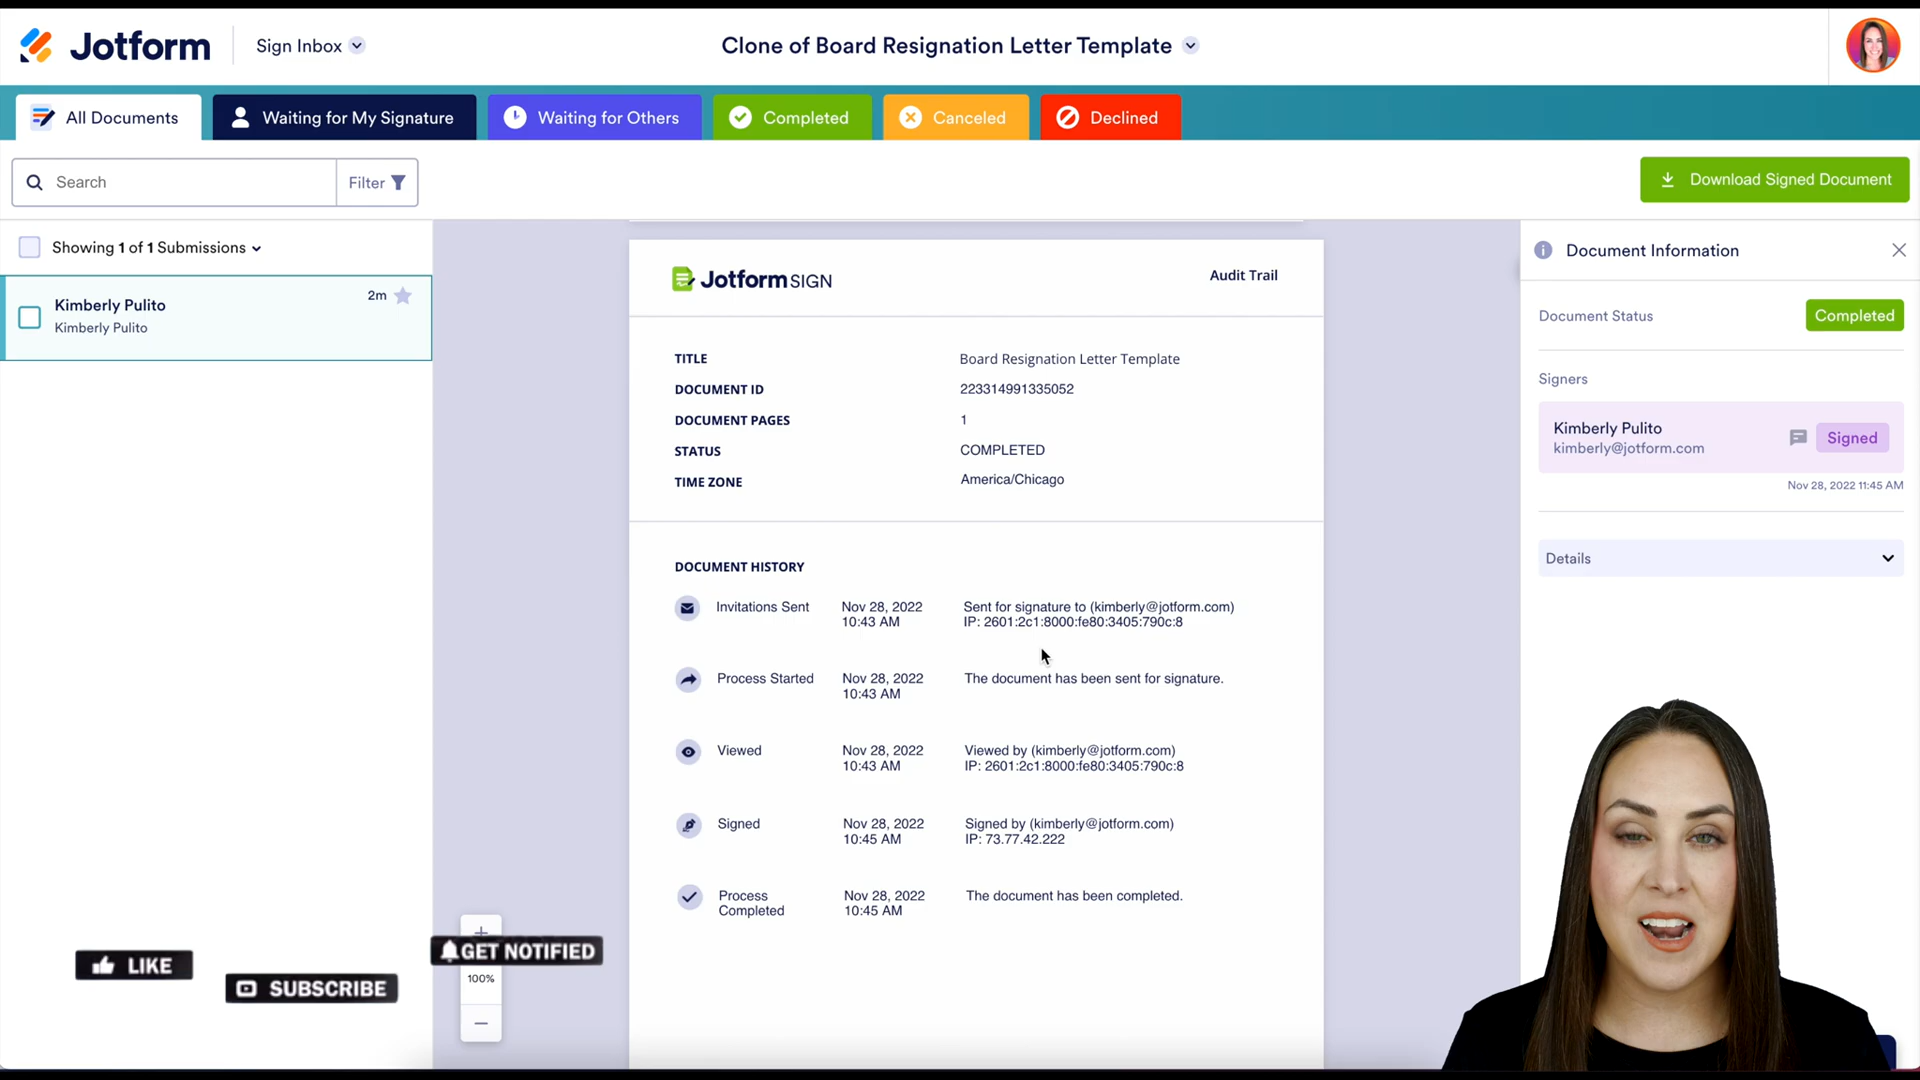 Jotform
Sign Inbox
Clone of Board Resignation Letter Template
All Documents
Waiting for My Signature
Waiting for Others
Completed
Canceled
Declined
Search
Filter
Download Signed Document
Showing 1 of 1 Submissions
Kimberly Pulito
2m
Kimberly Pulito
Jotform SIGN
Audit Trail
TITLE Board Resignation Letter Template
DOCUMENT ID 223314991335052
DOCUMENT PAGES 1
STATUS COMPLETED
TIME ZONE America/Chicago
DOCUMENT HISTORY
Invitations Sent Nov 28, 2022 Sent for signature to (kimberly@jotform.com)
10:43 AM IP: 2601:2c1:8000:fe80:3405:790c:8
Process Started Nov 28, 2022 The document has been sent for signature.
10:43 AM
Viewed Nov 28, 2022 Viewed by (kimberly@jotform.com)
10:43 AM IP: 2601:2c1:8000:fe80:3405:790c:8
Signed Nov 28, 2022 Signed by (kimberly@jotform.com)
10:45 AM IP: 73.77.42.222
Process Nov 28, 2022 The document has been completed.
Completed 10:45 AM
Document Information
Document Status Completed
Signers
Kimberly Pulito
kimberly@jotform.com
Signed
Nov 28, 2022 11:45 AM
Details
LIKE
SUBSCRIBE
GET NOTIFIED
100%